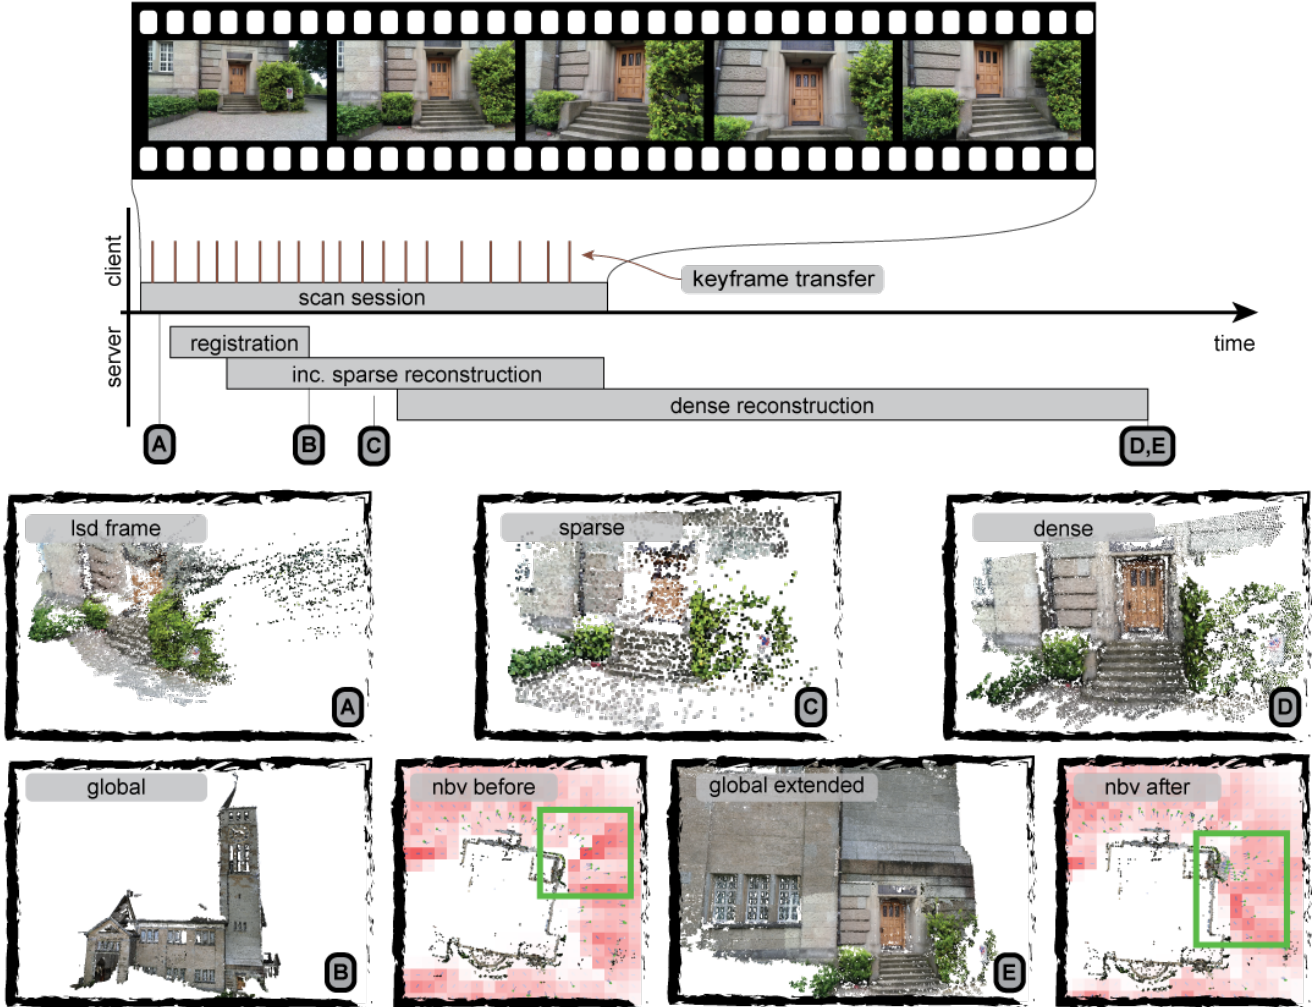 client
keyframe transfer
scan session
time
server
registration
inc. sparse reconstruction
dense reconstruction
A
B
C
D,E
lsd frame
A
sparse
C
dense
D
global
B
nbv before
global extended
E
nbv after